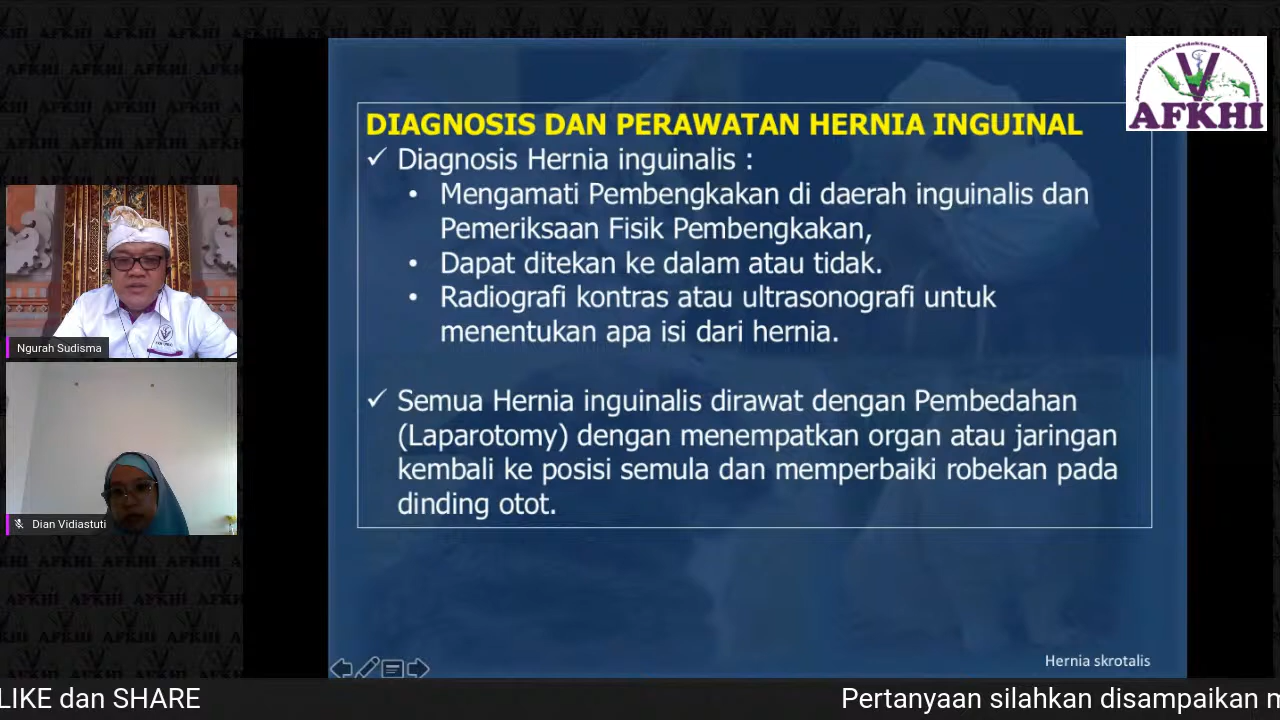 AFKHI
DIAGNOSIS DAN PERAWATAN HERNIA INGUINAL
✓ Diagnosis Hernia inguinalis :
• Mengamati Pembengkakan di daerah inguinalis dan
Pemeriksaan Fisik Pembengkakan,
• Dapat ditekan ke dalam atau tidak.
• Radiografi kontras atau ultrasonografi untuk
menentukan apa isi dari hernia.
✓ Semua Hernia inguinalis dirawat dengan Pembedahan
(Laparotomy) dengan menempatkan organ atau jaringan
kembali ke posisi semula dan memperbaiki robekan pada
dinding otot.
Ngurah Sudisma
Dian Vidiastuti
Hernia skrotalis
LIKE dan SHARE
Pertanyaan silahkan disampaikan